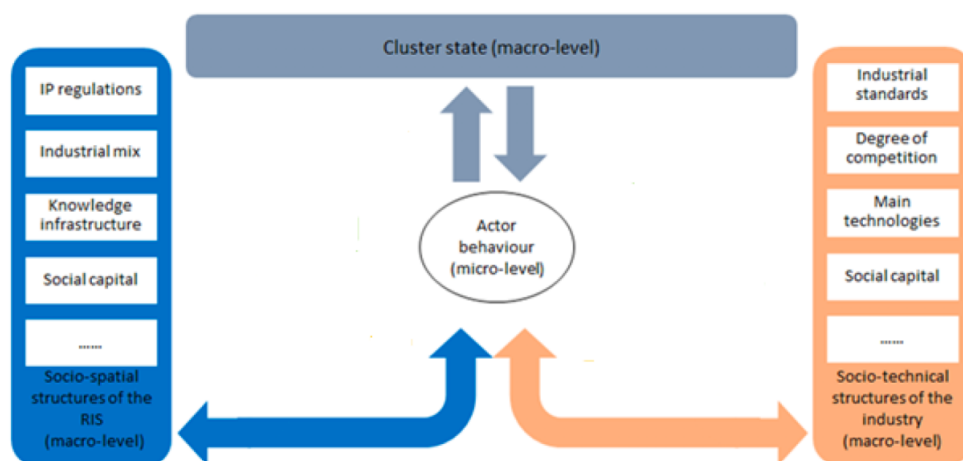 Cluster state (macro-level)
IP regulations
Industrial mix
Knowledge
infrastructure
Social capital
......
Socio-spatial
structures of the
RIS
(macro-level)
Actor
behaviour
(micro-level)
Industrial
standards
Degree of
competition
Main
technologies
Social capital
......
Socio-technical
structures of the
industry
(macro-level)